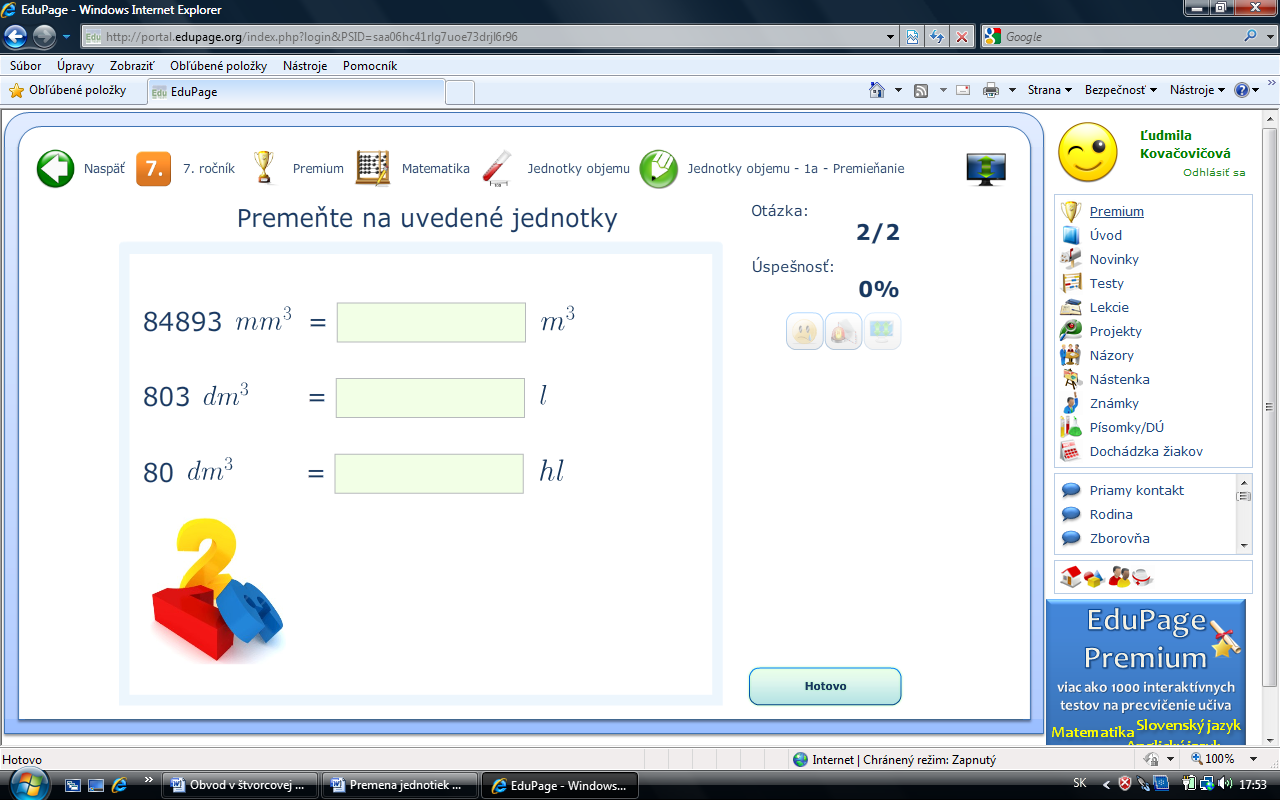 EduPage - Windows Internet Explorer
http://portal.edupage.org/index.php?login&PSID=saa06hc41rlg7uoe73drjl6r96
Google
Súbor Úpravy Zobraziť Obľúbené položky Nástroje Pomocník
Obľúbené položky EduPage Strana Bezpečnosť Nástroje
Naspäť 7. 7. ročník Premium Matematika Jednotky objemu Jednotky objemu - 1a - Premieňanie
Ľudmila
Kovačovičová
Odhlásiť sa
Premeňte na uvedené jednotky
Otázka:
2/2
Úspešnosť:
0%
84893 mm³ = m³
803 dm³ = l
80 dm³ = hl
Hotovo
Premium
Úvod
Novinky
Testy
Lekcie
Projekty
Názory
Nástenka
Známky
Písomky/DÚ
Dochádzka žiakov
Priamy kontakt
Rodina
Zborovňa
EduPage
Premium
viac ako 1000 interaktívnych
testov na precvičenie učiva
Matematika Slovenský jazyk
Anglický jazyk
Hotovo Internet | Chránený režim: Zapnutý 100%
Obvod v štvorcovej ... Premena jednotiek ... EduPage - Windows... SK 17:53